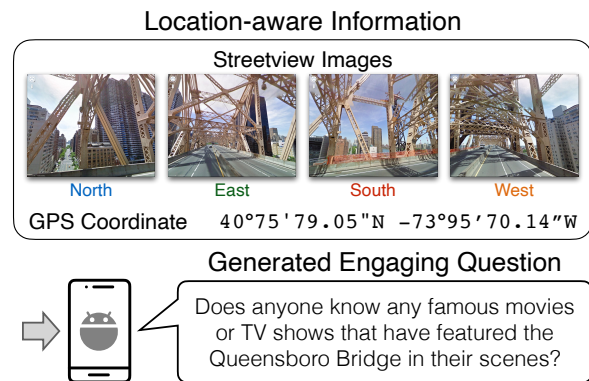 Location-aware Information
Streetview Images
North East South West
GPS Coordinate 40°75'79.05"N −73°95′70.14″W
Generated Engaging Question
Does anyone know any famous movies
or TV shows that have featured the
Queensboro Bridge in their scenes?